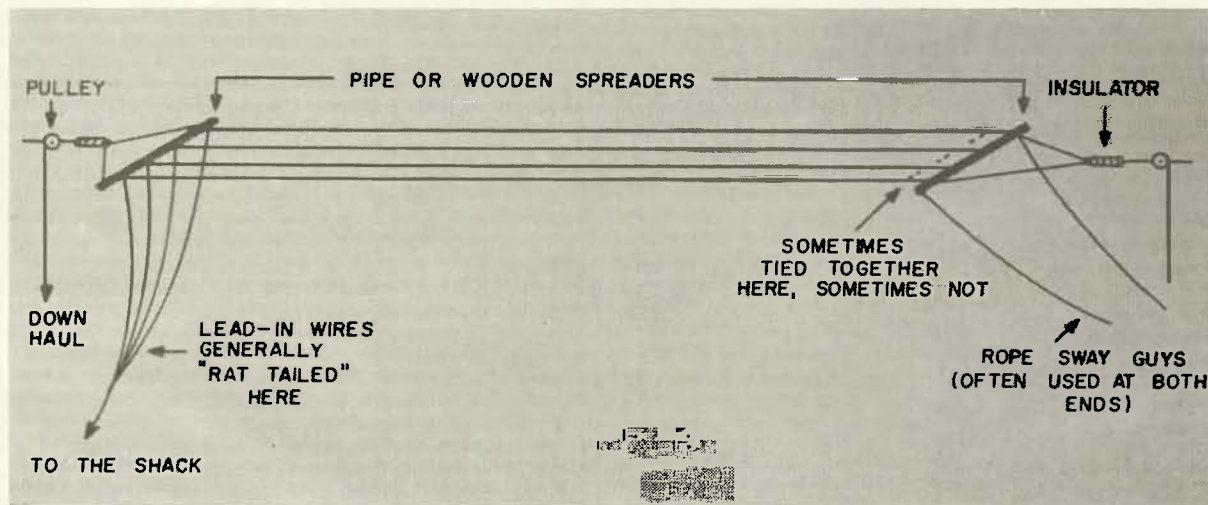 PIPE OR WOODEN SPREADERS
PULLEY
INSULATOR
SOMETIMES
TIED TOGETHER
HERE, SOMETIMES NOT
DOWN
HAUL
LEAD-IN WIRES
GENERALLY
"RAT TAILED"
HERE
ROPE SWAY GUYS
(OFTEN USED AT BOTH
ENDS)
TO THE SHACK